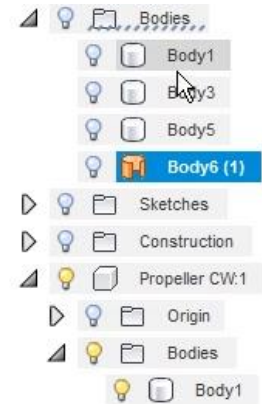 Bodies
Body1
Body3
Body5
Body6 (1)
Sketches
Construction
Propeller CW:1
Origin
Bodies
Body1